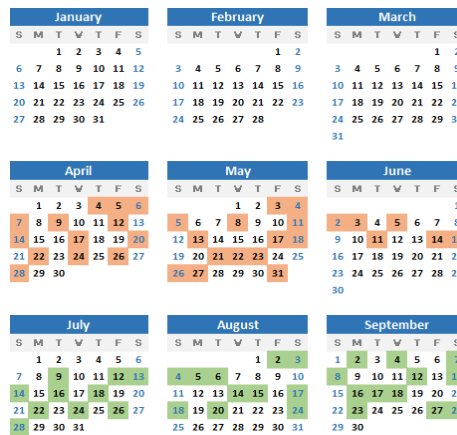 January February March
S M T W T F S S M T W T F S S M T W T F S
1 2 3 4 5 1 2 1
6 7 8 9 10 11 12 3 4 5 6 7 8 9 3 4 5 6 7 8
13 14 15 16 17 18 19 10 11 12 13 14 15 16 10 11 12 13 14 15
20 21 22 23 24 25 26 17 18 19 20 21 22 23 17 18 19 20 21 22
27 28 29 30 31 24 25 26 27 28 24 25 26 27 28 29
31
April May June
S M T W T F S S M T W T F S S M T W T F S
1 2 3 4 5 6 1 2 3 4
7 8 9 10 11 12 13 5 6 7 8 9 10 11 2 3 4 5 6 7
14 15 16 17 18 19 20 12 13 14 15 16 17 18 9 10 11 12 13 14
21 22 23 24 25 26 27 19 20 21 22 23 24 25 16 17 18 19 20 21
28 29 30 26 27 28 29 30 31 23 24 25 26 27 28
30
July August September
S M T W T F S S M T W T F S S M T W T F S
1 2 3 4 5 6 1 2 3 1 2 3 4 5 6
7 8 9 10 11 12 13 4 5 6 7 8 9 10 8 9 10 11 12 13
14 15 16 17 18 19 20 11 12 13 14 15 16 17 15 16 17 18 19 20
21 22 23 24 25 26 27 18 19 20 21 22 23 24 22 23 24 25 26 27
28 29 30 31 25 26 27 28 29 30 31 29 30